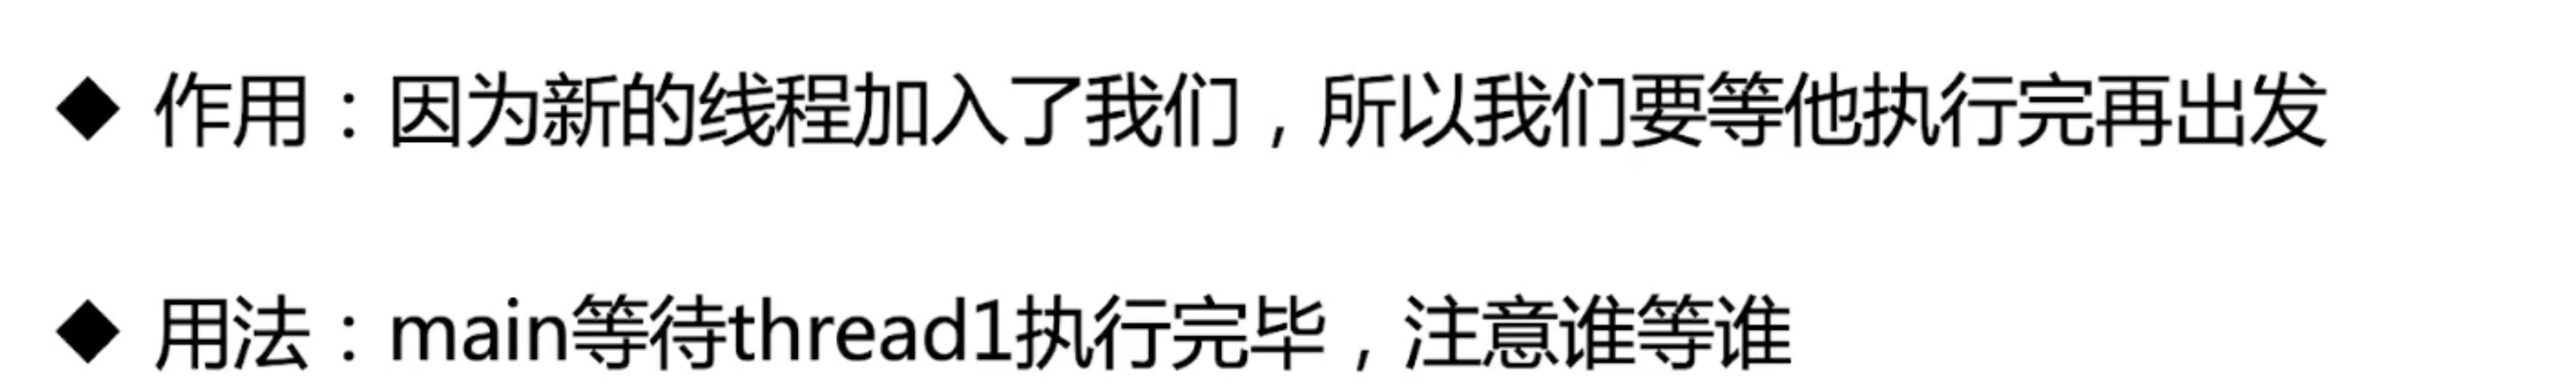 ◆ 作用：因为新的线程加入了我们，所以我们要等他执行完再出发
◆ 用法：main等待thread1执行完毕，注意谁等谁